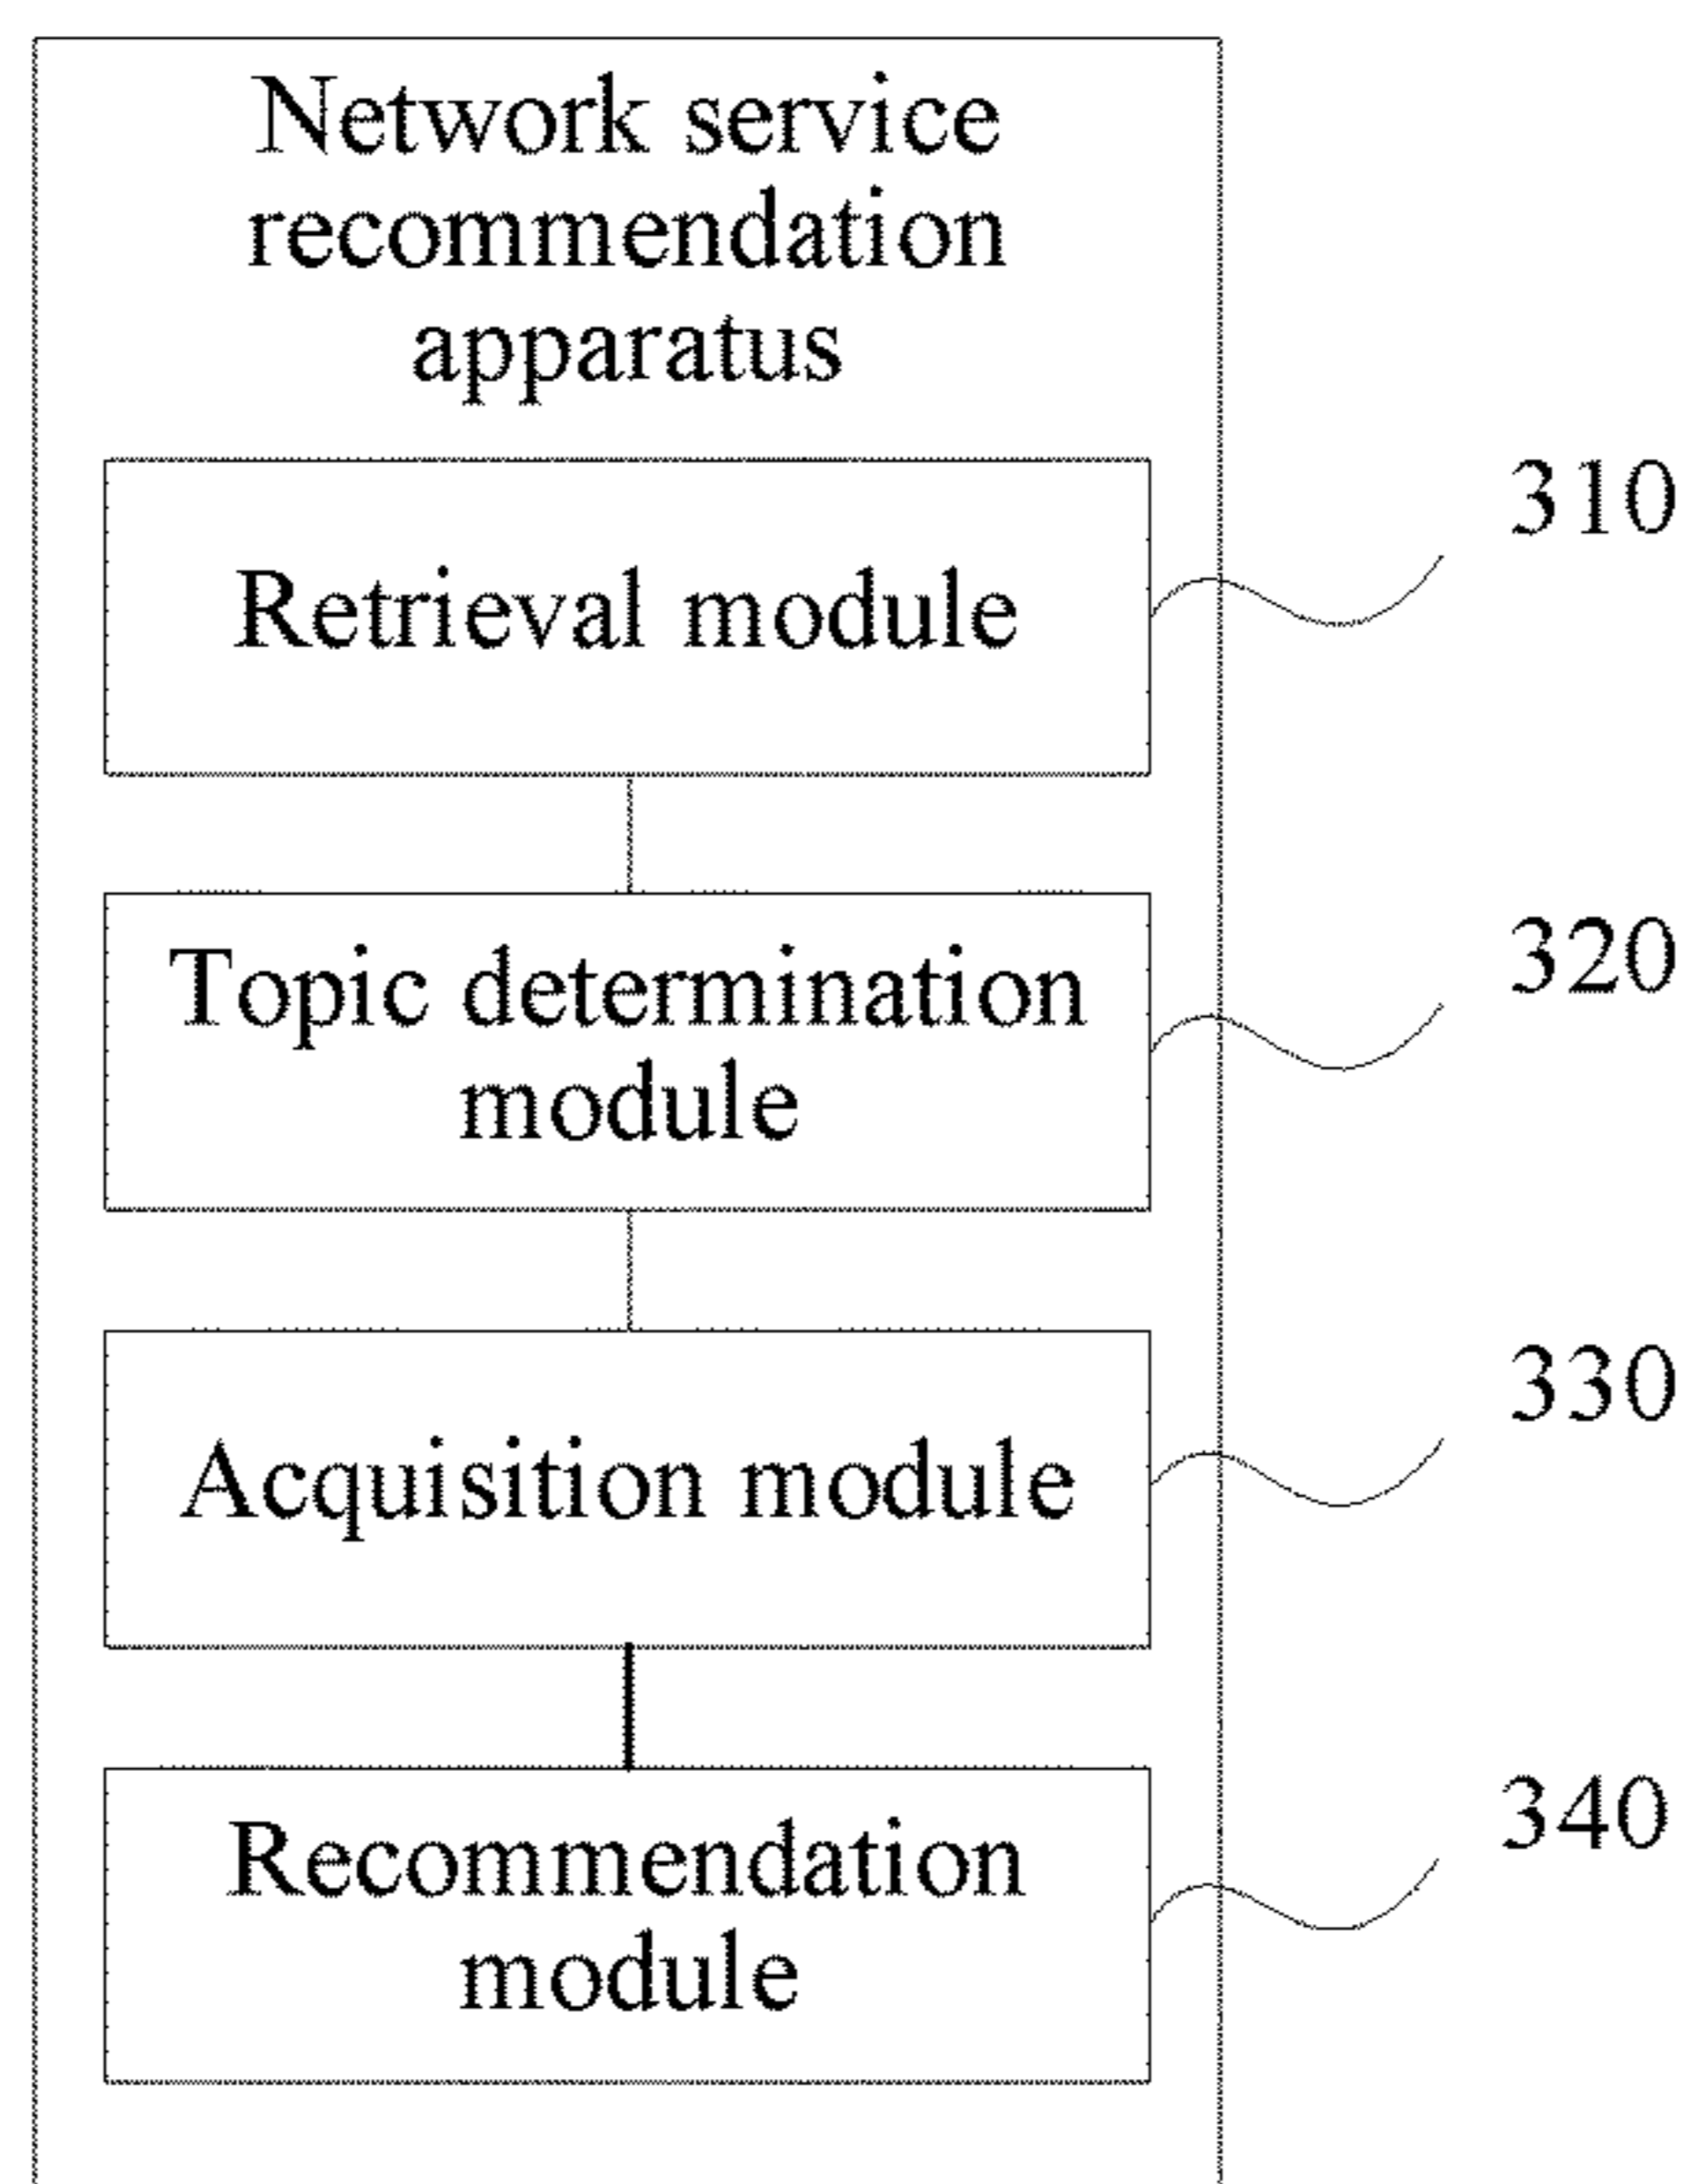 Network service
recommendation
apparatus
310
Retrieval module
320
Topic determination
module
330
Acquisition module
340
Recommendation
module